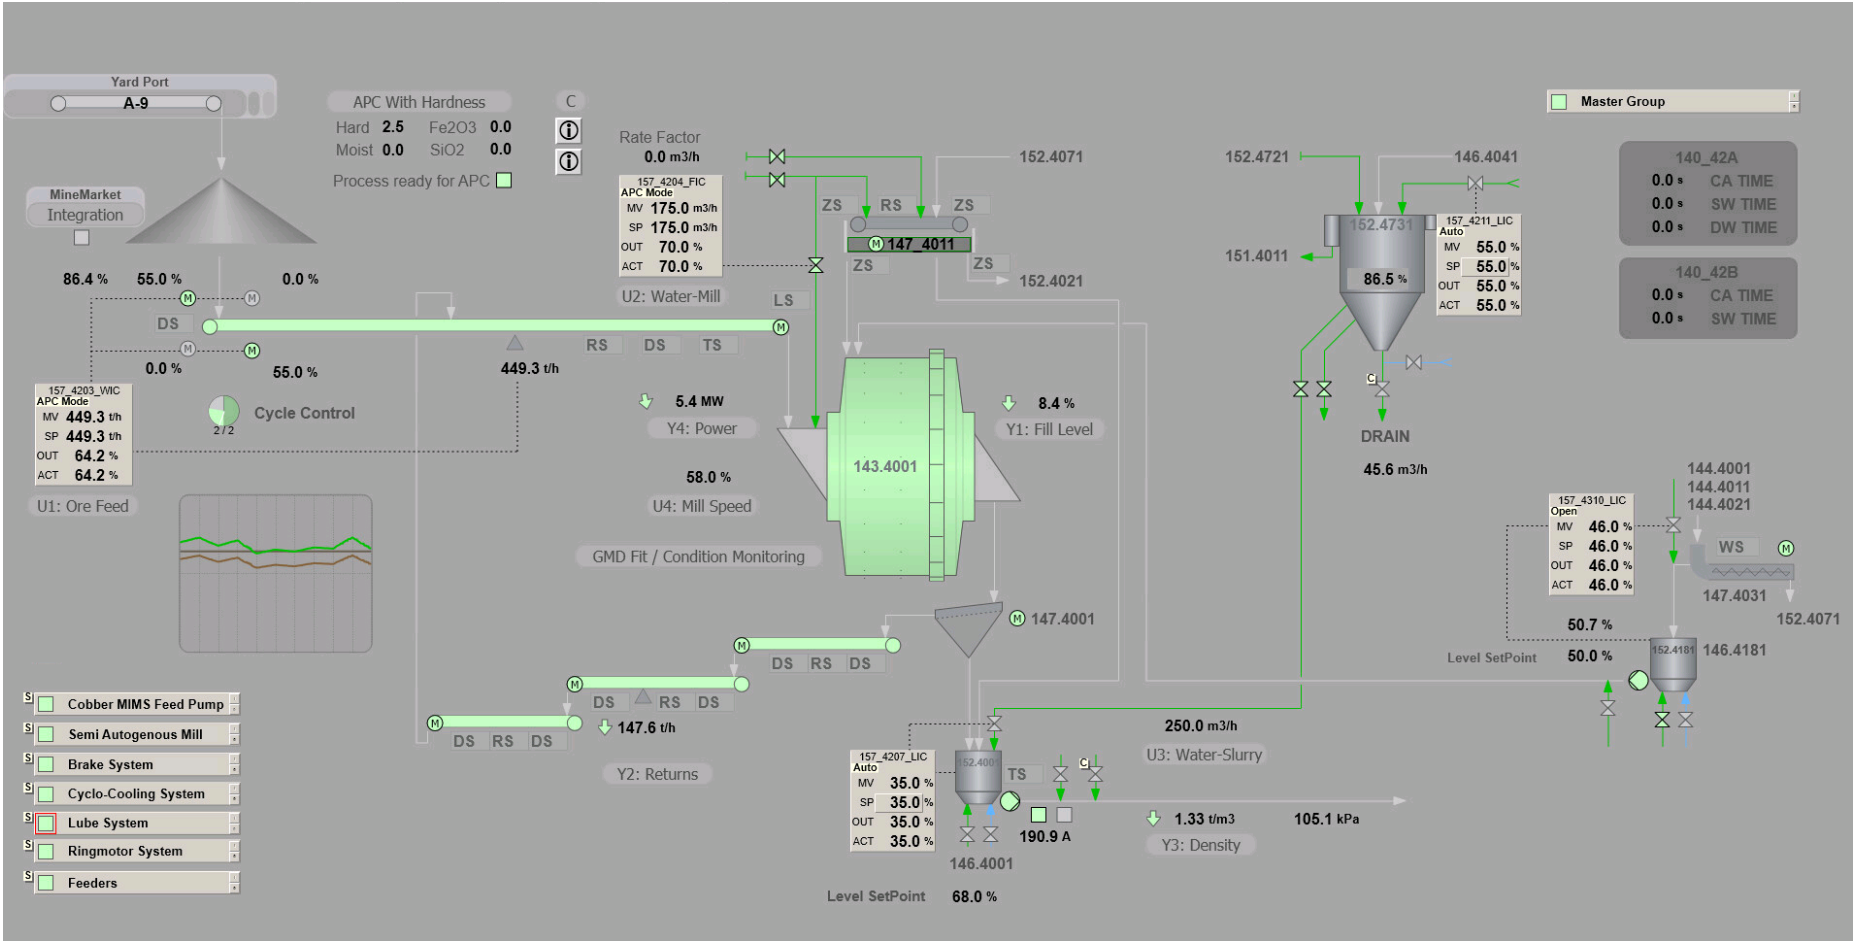 Yard Port
A-9
APC With Hardness
C
Hard 2.5 Fe2O3 0.0
Moist 0.0 SiO2 0.0
Process ready for APC
MineMarket
Integration
86.4 % 55.0 % 0.0 %
M M
DS
M M
0.0 % 55.0 %
157_4203_WIC
APC Mode
MV 449.3 t/h
SP 449.3 t/h
OUT 64.2 %
ACT 64.2 %
U1: Ore Feed
2 / 2
Cycle Control
Rate Factor
0.0 m3/h
157_4204_FIC
APC Mode
MV 175.0 m3/h
SP 175.0 m3/h
OUT 70.0 %
ACT 70.0 %
U2: Water-Mill
LS
M
RS DS TS
449.3 t/h
152.4071
ZS RS ZS
M 147_4011
ZS ZS
152.4021
5.4 MW
Y4: Power
58.0 %
U4: Mill Speed
GMD Fit / Condition Monitoring
143.4001
8.4 %
Y1: Fill Level
M 147.4001
M
DS RS DS
M
DS RS DS
M
DS RS DS
147.6 t/h
Y2: Returns
152.4721
146.4041
152.4731
151.4011
86.5 %
157_4211_LIC
Auto
MV 55.0 %
SP 55.0 %
OUT 55.0 %
ACT 55.0 %
C
DRAIN
45.6 m3/h
Master Group
140_42A
0.0 s CA TIME
0.0 s SW TIME
0.0 s DW TIME
140_42B
0.0 s CA TIME
0.0 s SW TIME
144.4001
144.4011
144.4021
157_4310_LIC
Open
MV 46.0 %
SP 46.0 %
OUT 46.0 %
ACT 46.0 %
WS M
147.4031
152.4071
50.7 %
Level SetPoint 50.0 %
152.4181
146.4181
157_4207_LIC
Auto
MV 35.0 %
SP 35.0 %
OUT 35.0 %
ACT 35.0 %
152.4001
TS
C
190.9 A
146.4001
Level SetPoint 68.0 %
250.0 m3/h
U3: Water-Slurry
1.33 t/m3 105.1 kPa
Y3: Density
S Cobber MIMS Feed Pump
S Semi Autogenous Mill
S Brake System
S Cyclo-Cooling System
S Lube System
S Ringmotor System
S Feeders